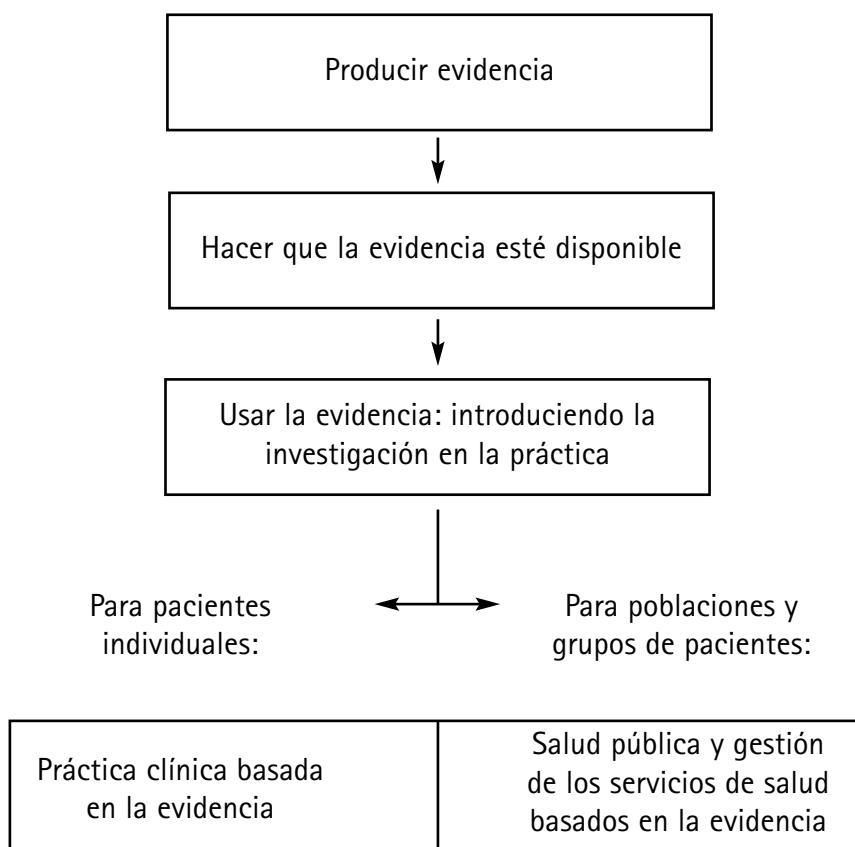 Producir evidencia
Hacer que la evidencia esté disponible
Usar la evidencia: introduciendo la
investigación en la práctica
Para pacientes
individuales:
Para poblaciones y
grupos de pacientes:
Práctica clínica basada
en la evidencia
Salud pública y gestión
de los servicios de salud
basados en la evidencia